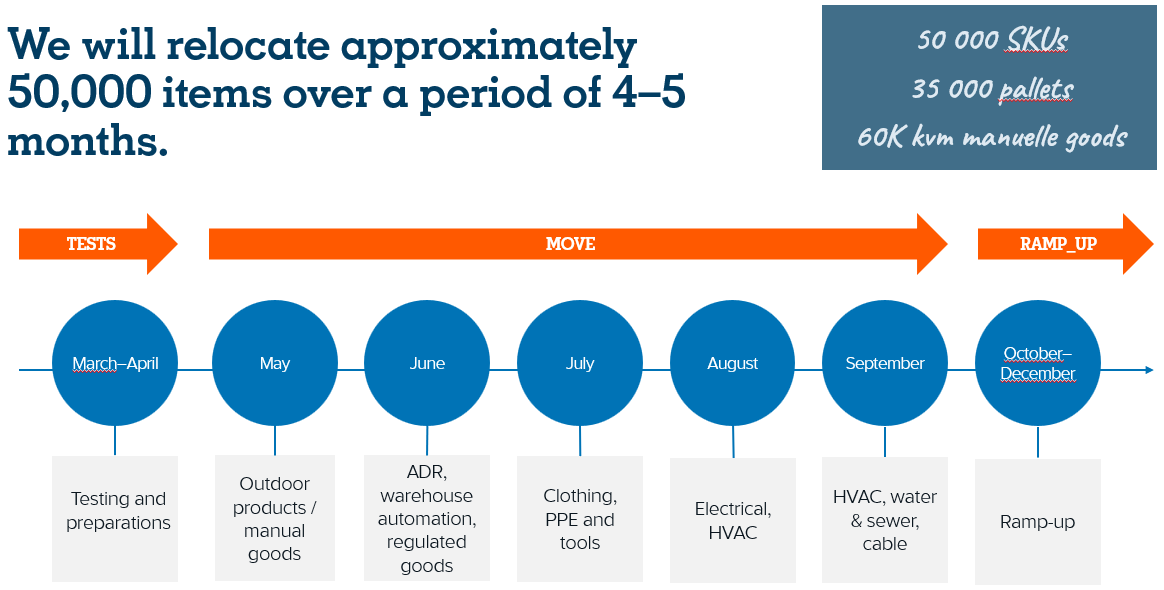 We will relocate approximately
50,000 items over a period of 4–5
months.
50 000 SKUs
35 000 pallets
60K kvm manuelle goods
TESTS
MOVE
RAMP_UP
March–April
May
June
July
August
September
October–
December
Testing and
preparations
Outdoor
products /
manual
goods
ADR,
warehouse
automation,
regulated
goods
Clothing,
PPE and
tools
Electrical,
HVAC
HVAC, water
& sewer,
cable
Ramp-up